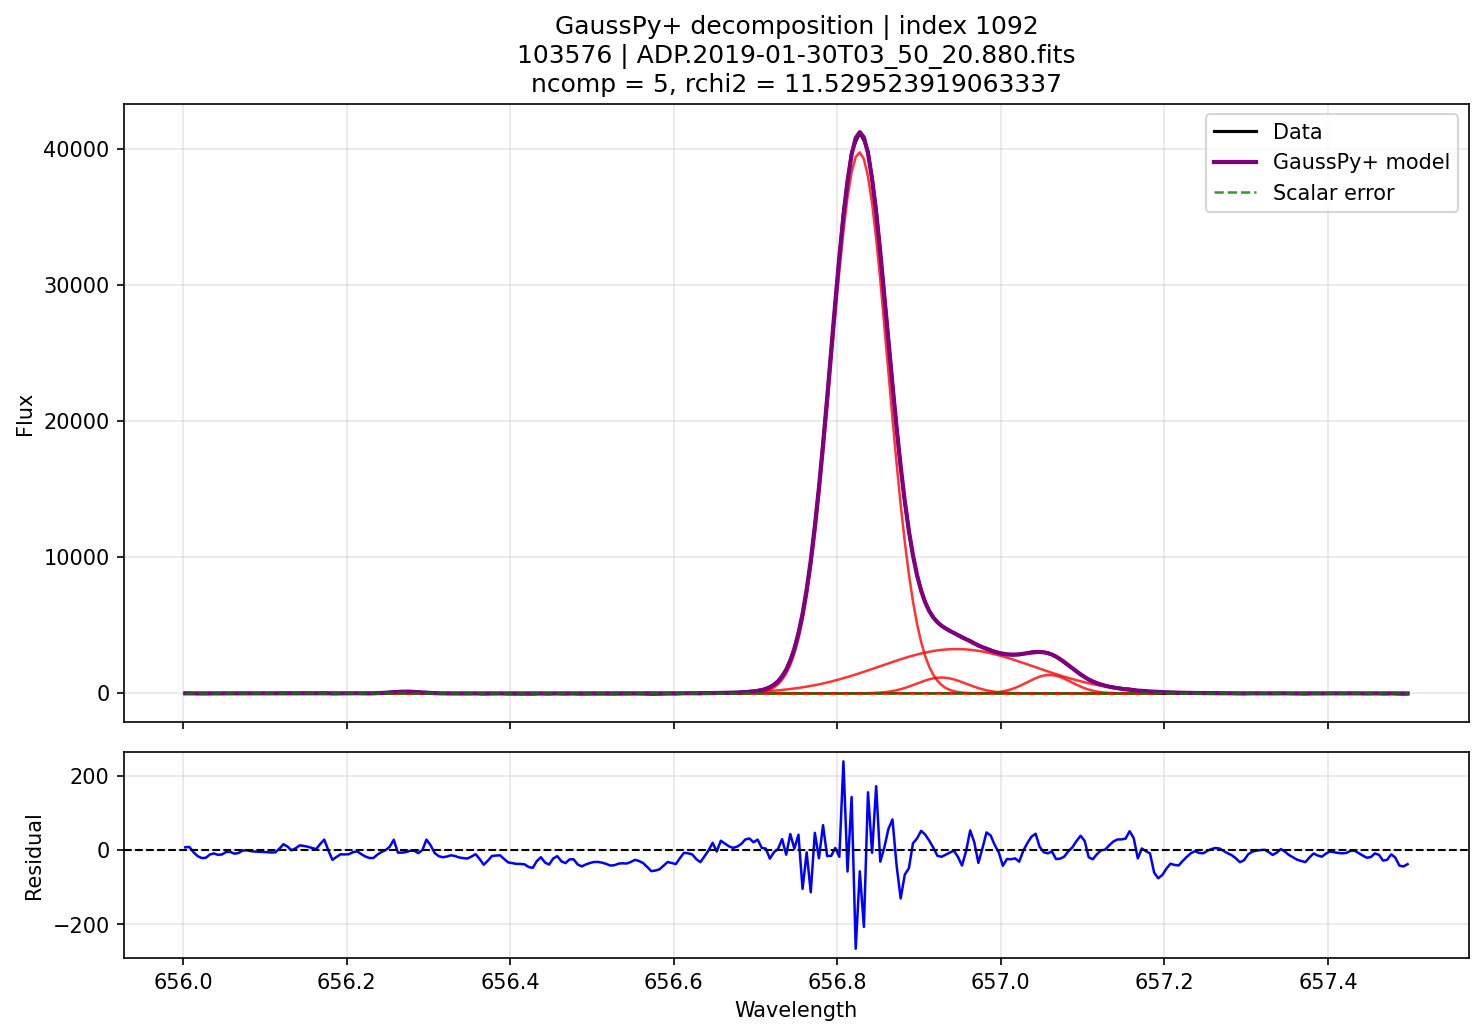 GaussPy+ decomposition | index 1092
103576 | ADP.2019-01-30T03_50_20.880.fits
ncomp = 5, rchi2 = 11.529523919063337
Data
GaussPy+ model
Scalar error
40000
30000
20000
10000
0
Flux
200
0
−200
Residual
656.0 656.2 656.4 656.6 656.8 657.0 657.2 657.4
Wavelength